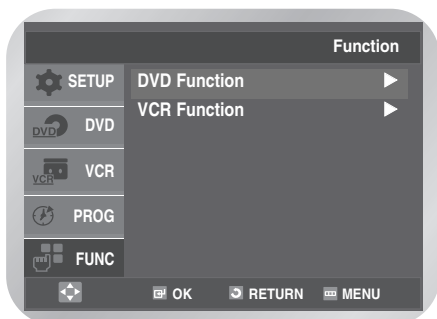 Function
SETUP DVD Function
VCR Function
DVD DVD
VCR VCR
PROG
FUNC
OK RETURN MENU